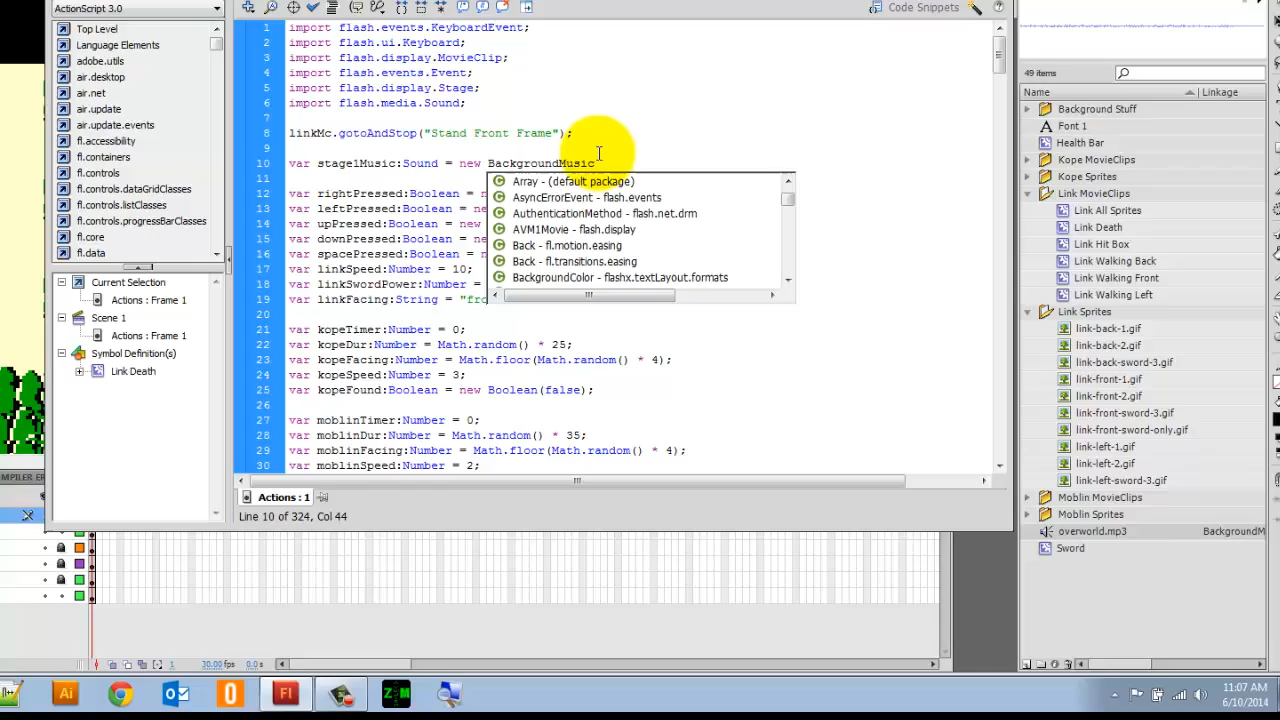 ActionScript 3.0
Code Snippets
Top Level
Language Elements
adobe.utils
air.desktop
air.net
air.update
air.update.events
fl.accessibility
fl.containers
fl.controls
fl.controls.dataGridClasses
fl.controls.listClasses
fl.controls.progressBarClasses
fl.core
fl.data
Current Selection
Actions : Frame 1
Scene 1
Actions : Frame 1
Symbol Definition(s)
Link Death
1 import flash.events.KeyboardEvent;
2 import flash.ui.Keyboard;
3 import flash.display.MovieClip;
4 import flash.events.Event;
5 import flash.display.Stage;
6 import flash.media.Sound;
7
8 linkMc.gotoAndStop("Stand Front Frame");
9
10 var stage1Music:Sound = new BackgroundMusic
11
12 var rightPressed:Boolean = n
13 var leftPressed:Boolean = ne
14 var upPressed:Boolean = new
15 var downPressed:Boolean = ne
16 var spacePressed:Boolean = n
17 var linkSpeed:Number = 10;
18 var linkSwordPower:Number =
19 var linkFacing:String = "fro
20
21 var kopeTimer:Number = 0;
22 var kopeDur:Number = Math.random() * 25;
23 var kopeFacing:Number = Math.floor(Math.random() * 4);
24 var kopeSpeed:Number = 3;
25 var kopeFound:Boolean = new Boolean(false);
26
27 var moblinTimer:Number = 0;
28 var moblinDur:Number = Math.random() * 35;
29 var moblinFacing:Number = Math.floor(Math.random() * 4);
30 var moblinSpeed:Number = 2;
Array - (default package)
AsyncErrorEvent - flash.events
AuthenticationMethod - flash.net.drm
AVM1Movie - flash.display
Back - fl.motion.easing
Back - fl.transitions.easing
BackgroundColor - flashx.textLayout.formats
Actions : 1
Line 10 of 324, Col 44
49 items
Name Linkage
Background Stuff
Font 1
Health Bar
Kope MovieClips
Kope Sprites
Link MovieClips
Link All Sprites
Link Death
Link Hit Box
Link Walking Back
Link Walking Front
Link Walking Left
Link Sprites
link-back-1.gif
link-back-2.gif
link-back-sword-3.gif
link-front-1.gif
link-front-2.gif
link-front-sword-3.gif
link-front-sword-only.gif
link-left-1.gif
link-left-2.gif
link-left-sword-3.gif
Moblin MovieClips
Moblin Sprites
overworld.mp3 BackgroundM
Sword
MPILER ERR
1 30.00 fps 0.0 s
Ai
Fl
11:07 AM
6/10/2014